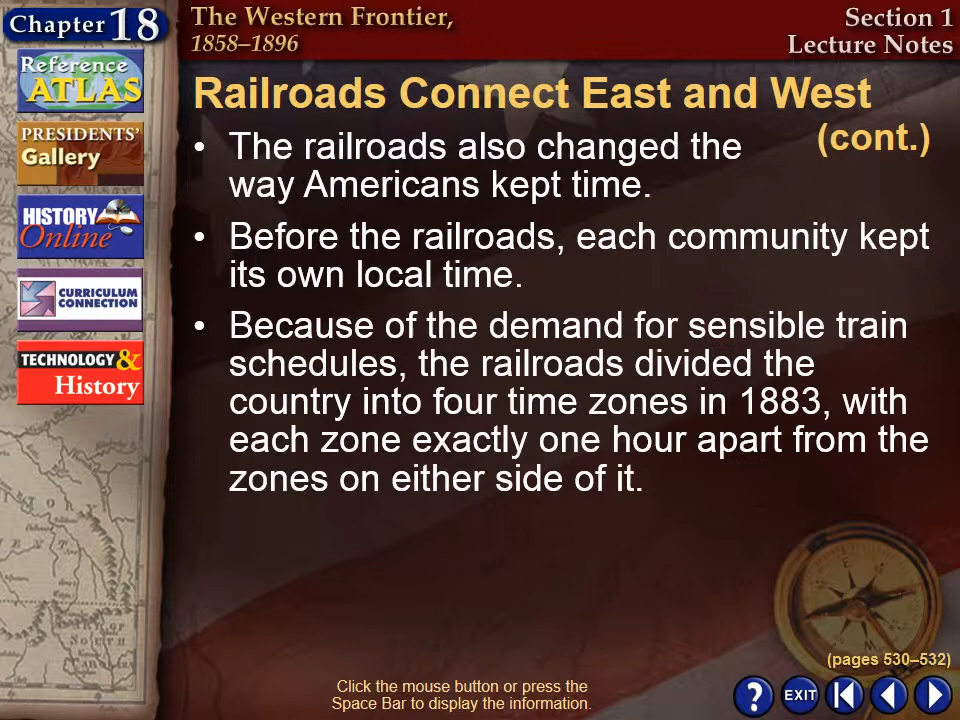 Chapter 18
The Western Frontier,
1858–1896
Section 1
Lecture Notes
Reference
ATLAS
PRESIDENTS'
Gallery
HISTORY
Online
CURRICULUM
CONNECTION
TECHNOLOGY &
History
Railroads Connect East and West
(cont.)
• The railroads also changed the
way Americans kept time.
• Before the railroads, each community kept
its own local time.
• Because of the demand for sensible train
schedules, the railroads divided the
country into four time zones in 1883, with
each zone exactly one hour apart from the
zones on either side of it.
(pages 530–532)
Click the mouse button or press the
Space Bar to display the information.
?
EXIT